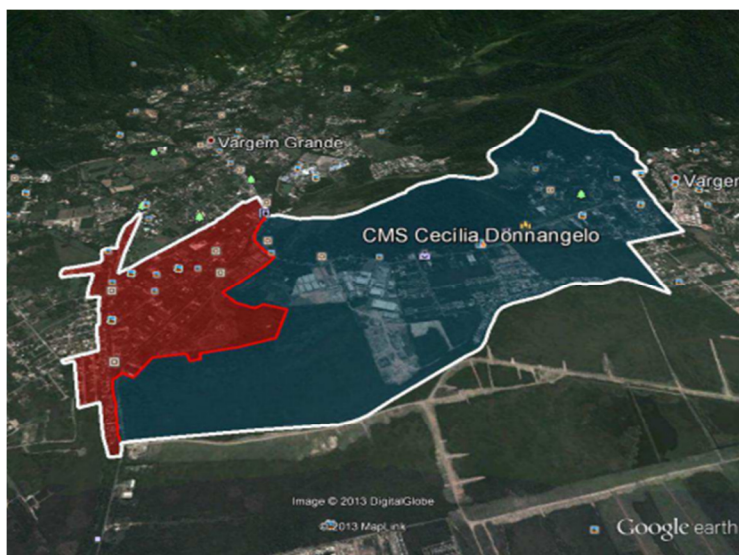 Vargem Grande
Vargem
CMS Cecília Donnangelo
Image © 2013 DigitalGlobe
© 2013 MapLink
Google earth